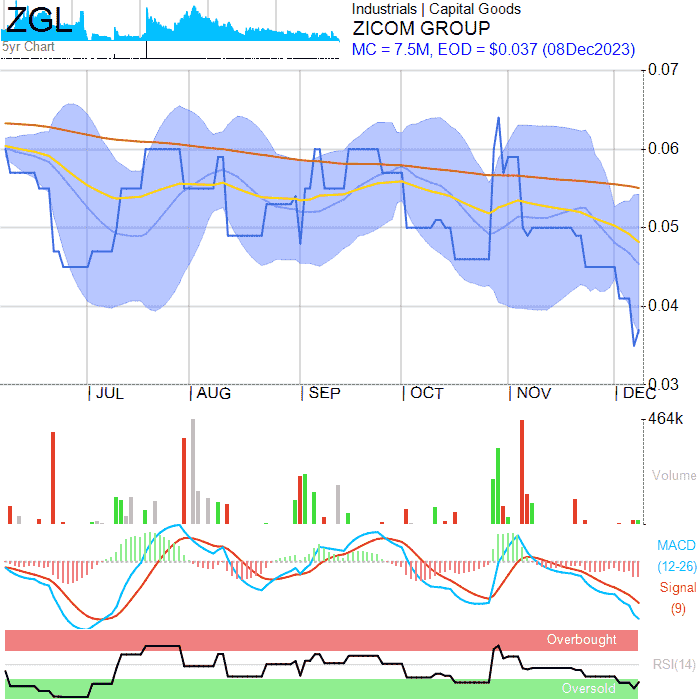 ZGL
5yr Chart
Industrials | Capital Goods
ZICOM GROUP
MC = 7.5M, EOD = $0.037 (08Dec2023)
0.07
0.06
0.05
0.04
0.03
JUL AUG SEP OCT NOV DEC
464k
Volume
MACD
(12-26)
Signal
(9)
Overbought
RSI(14)
Oversold